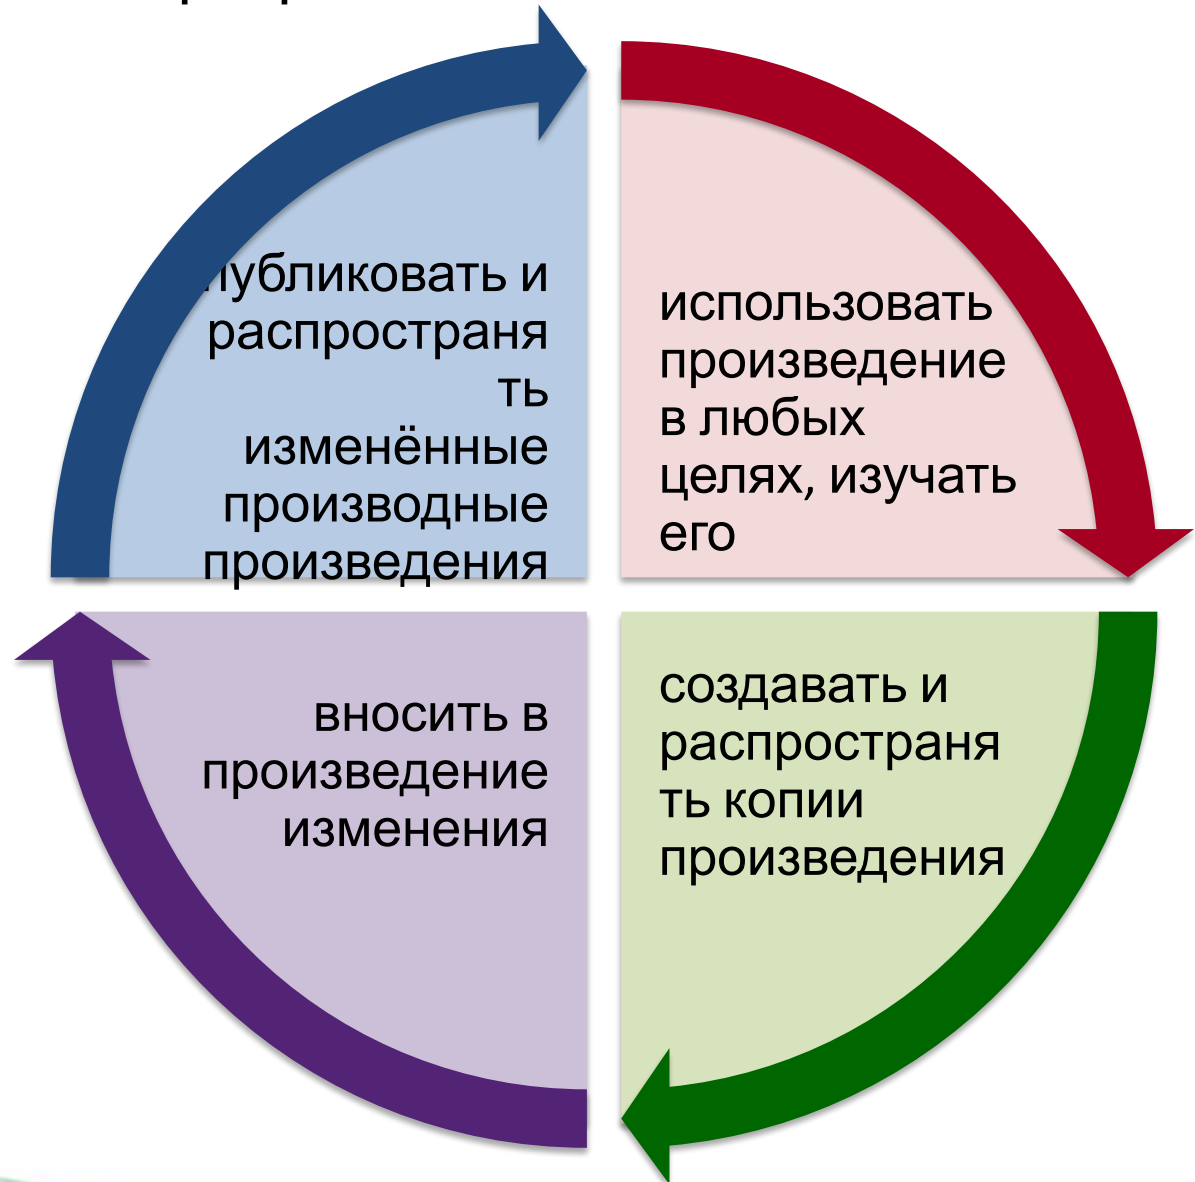 публиковать и
распространя
ть
изменённые
производные
произведения
использовать
произведение
в любых
целях, изучать
его
вносить в
произведение
изменения
создавать и
распространя
ть копии
произведения